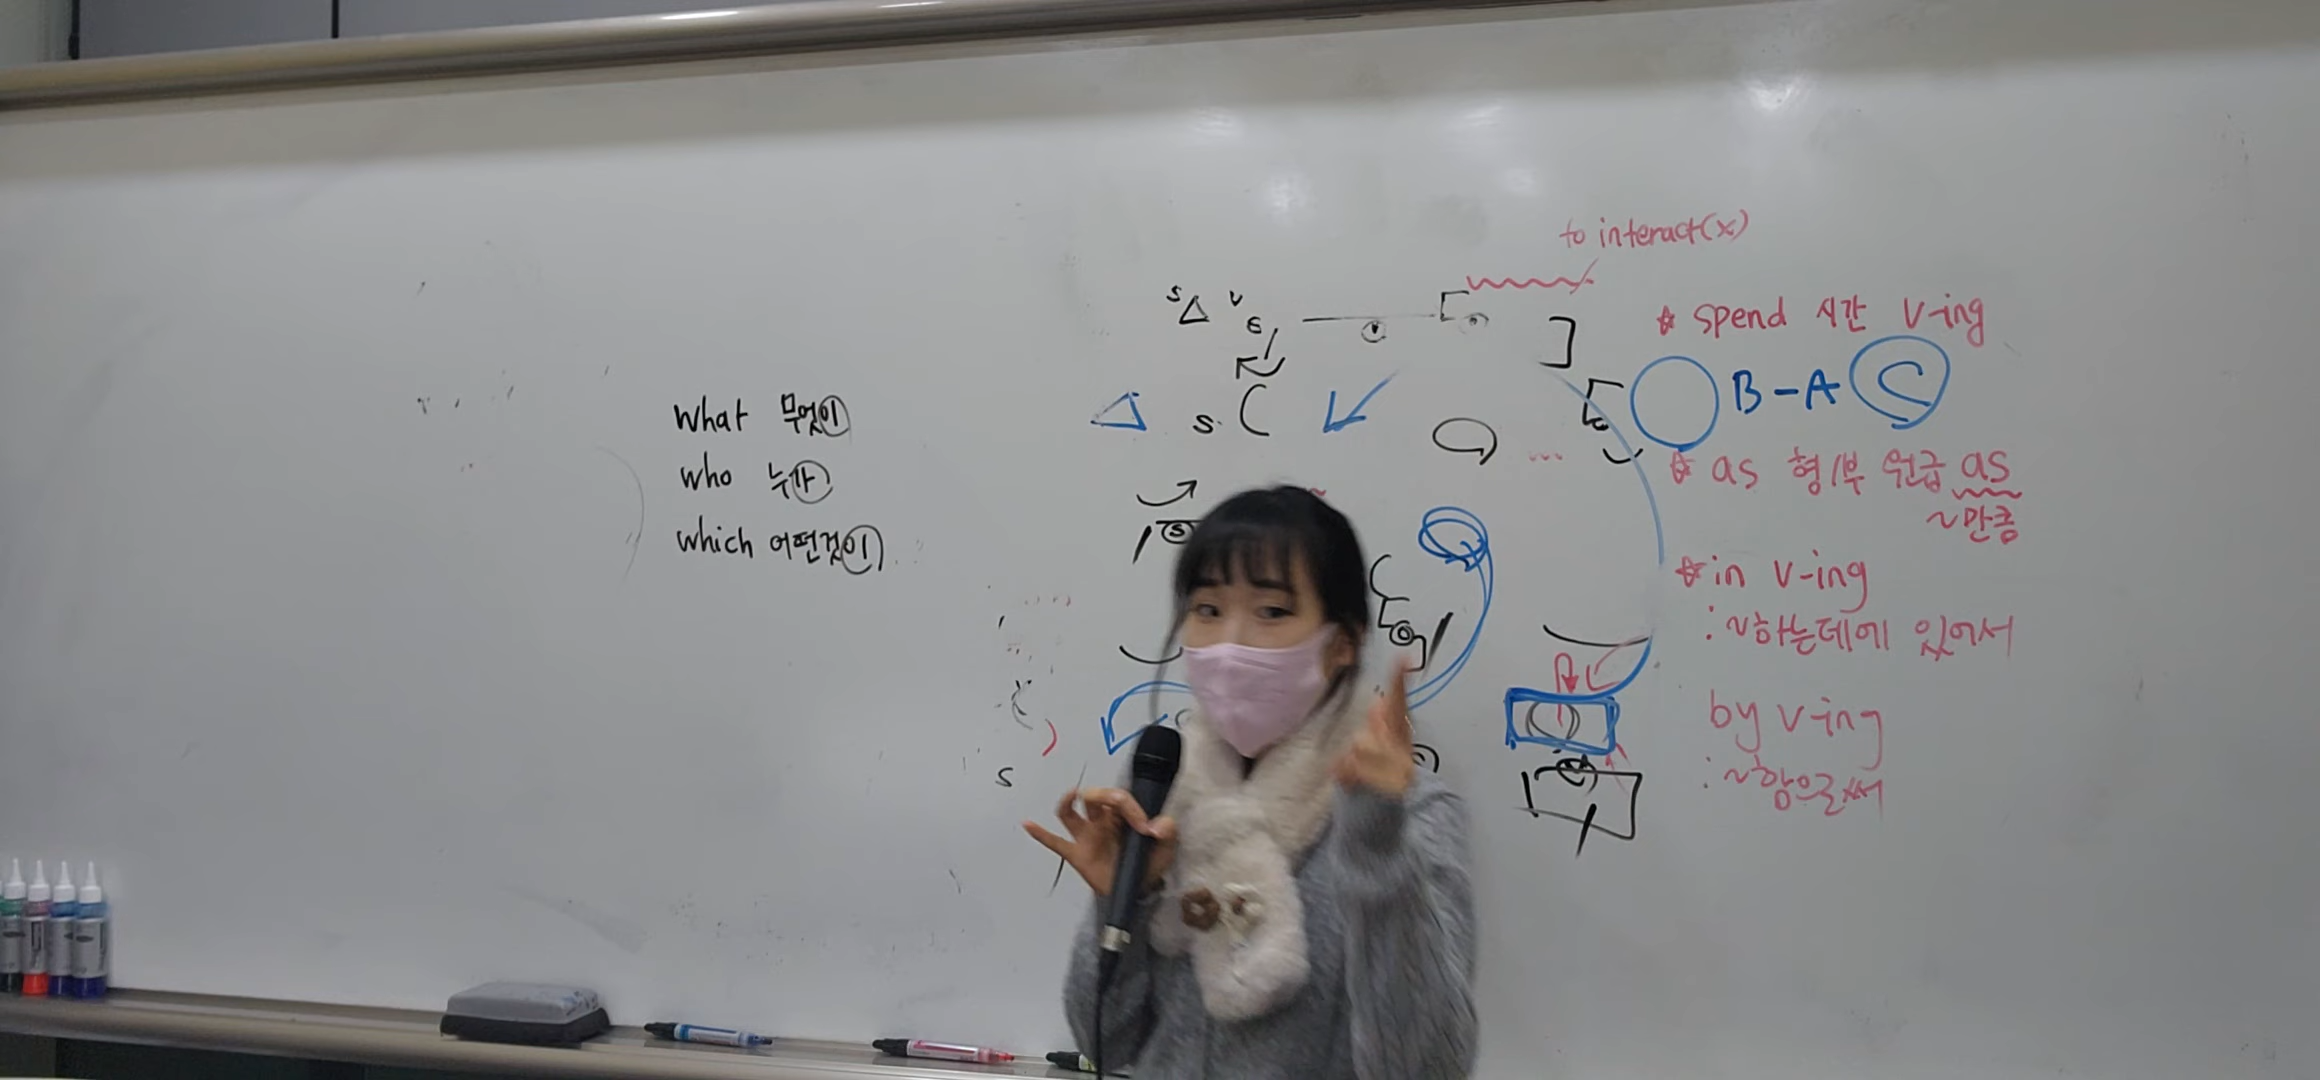 what 무엇이
who 누가
which 어떤것이
to interact(x)
S V
S
S
S
☆ spend 시간 V-ing
B-A S
☆ as 형/부 원급 as
~만큼
☆ in V-ing
: ~하는데에 있어서
by V-ing
: ~함으로써